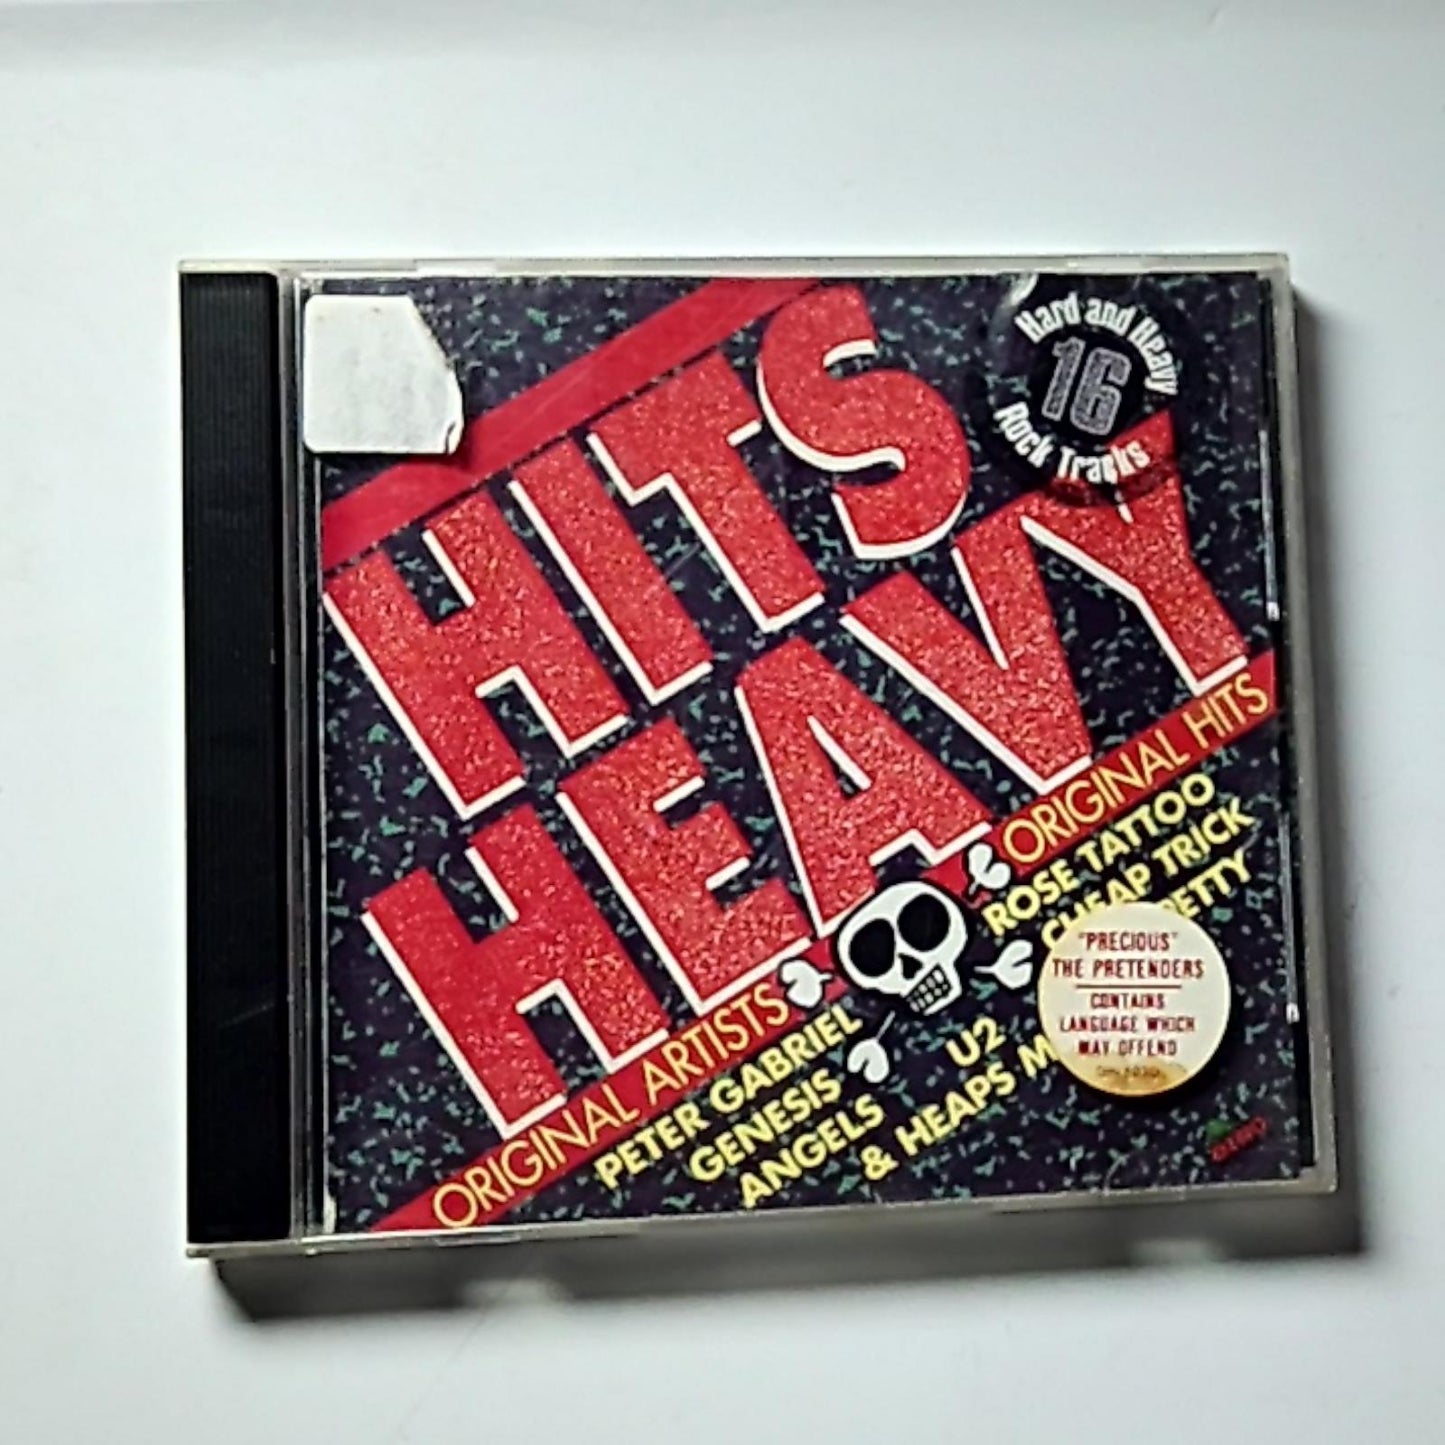 Hard and Heavy
16
Rock Tracks
HITS
HEAVY
ORIGINAL ARTISTS
ORIGINAL HITS
PETER GABRIEL
GENESIS
ANGELS
U2
& HEAPS
ROSE TATTOO
CHEAP TRICK
"PRECIOUS"
THE PRETENDERS
CONTAINS
LANGUAGE WHICH
MAY OFFEND